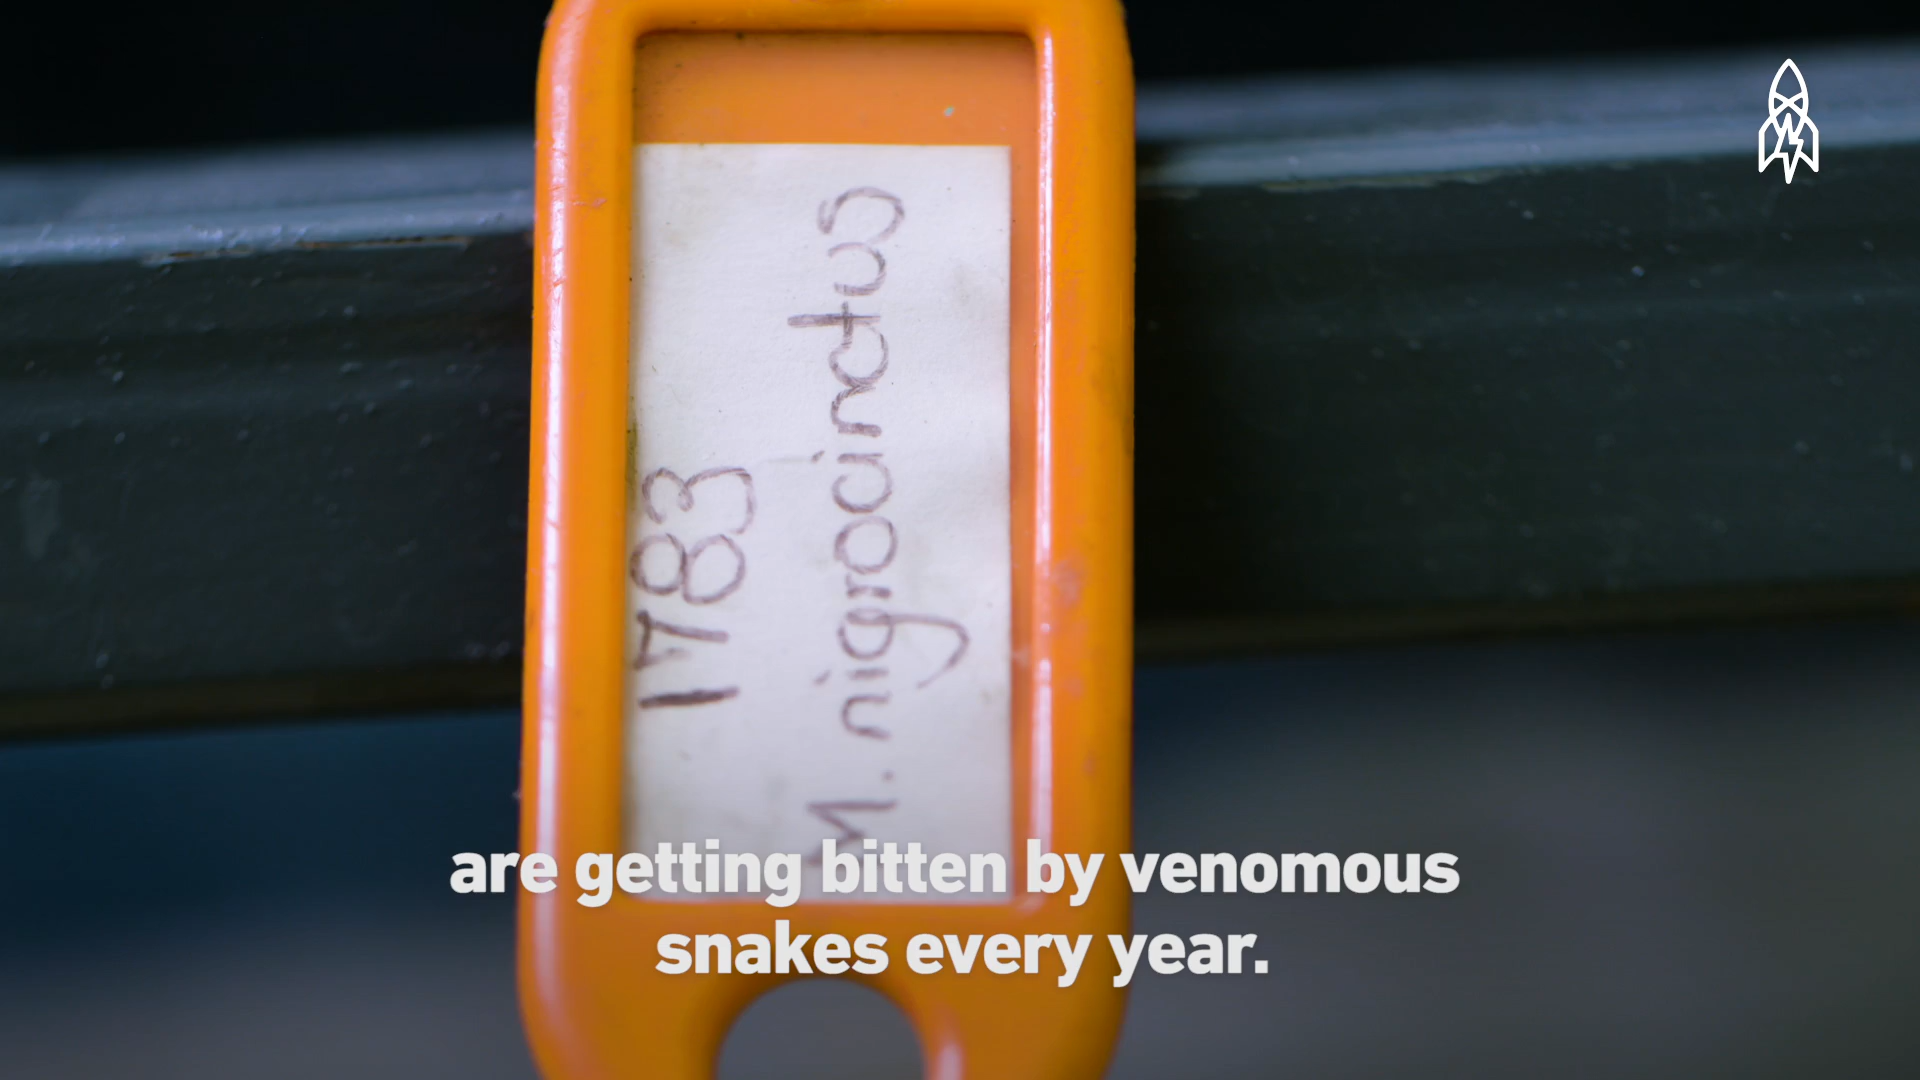 1783
M. nigrocinctus
are getting bitten by venomous
snakes every year.